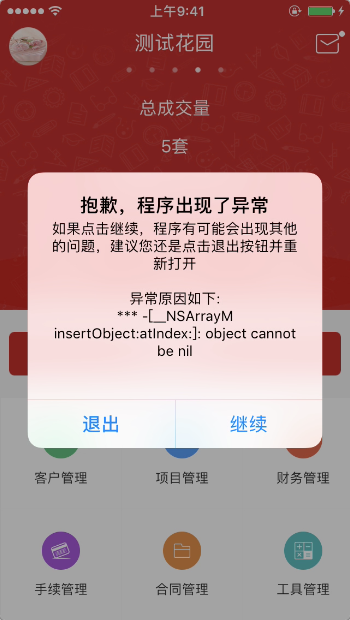 上午9:41
测试花园
总成交量
5套
抱歉，程序出现了异常
如果点击继续，程序有可能会出现其他
的问题，建议您还是点击退出按钮并重
新打开
异常原因如下:
*** -[__NSArrayM
insertObject:atIndex:]: object cannot
be nil
退出
继续
客户管理
项目管理
财务管理
手续管理
合同管理
工具管理